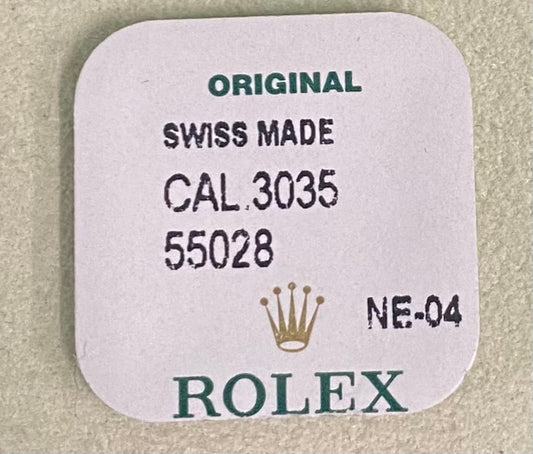 ORIGINAL
SWISS MADE
CAL.3035
55028
NE-04
ROLEX